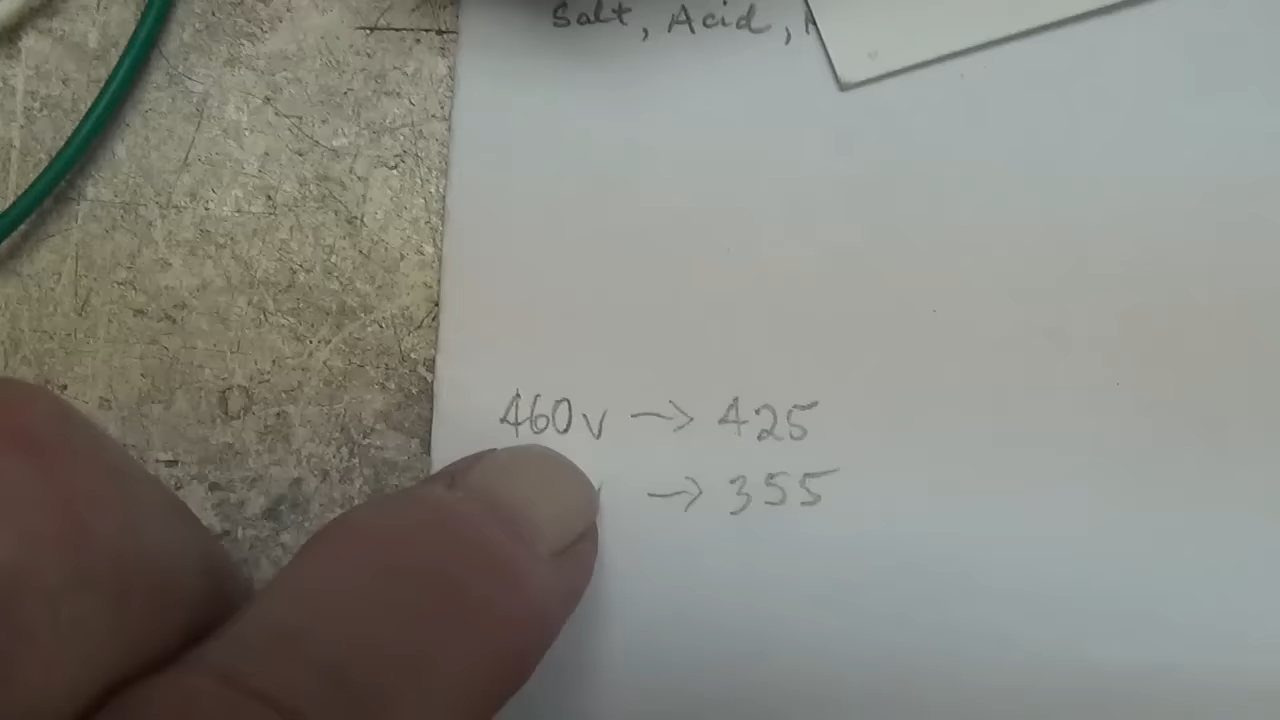 Salt, Acid,
460v → 425
→ 355